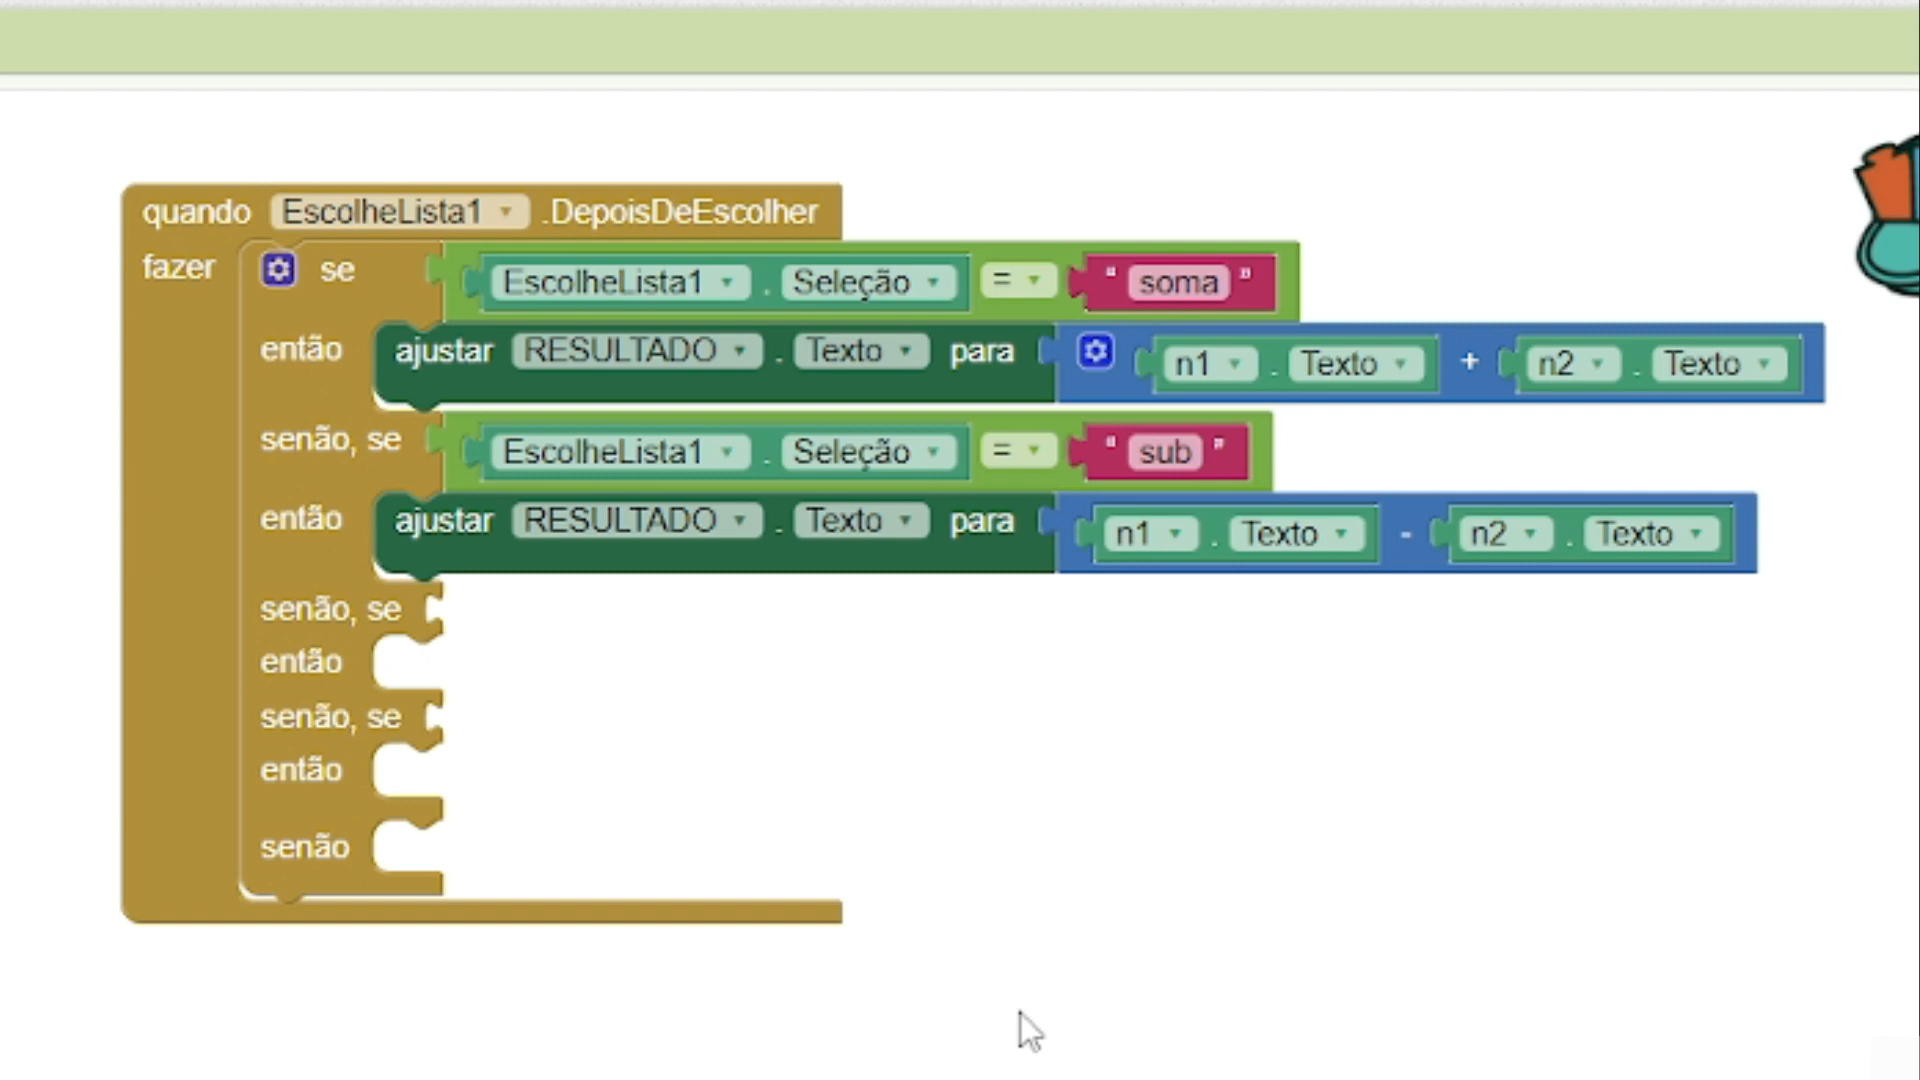 quando EscolheLista1 .DepoisDeEscolher
fazer se EscolheLista1 . Seleção = “ soma ”
então ajustar RESULTADO . Texto para n1 . Texto + n2 . Texto
senão, se EscolheLista1 . Seleção = “ sub ”
então ajustar RESULTADO . Texto para n1 . Texto - n2 . Texto
senão, se
então
senão, se
então
senão